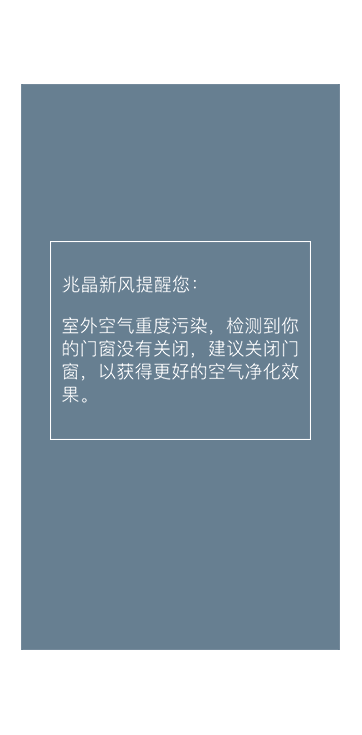 兆晶新风提醒您：
室外空气重度污染，检测到你
的门窗没有关闭，建议关闭门
窗，以获得更好的空气净化效
果。